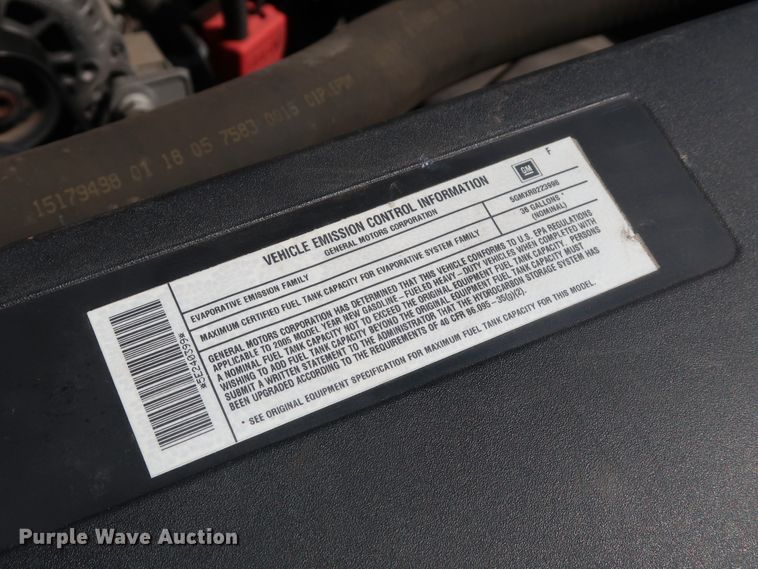 15179498 01 18 05 7583 0015
VEHICLE EMISSION CONTROL INFORMATION
GENERAL MOTORS CORPORATION
GM
F
EVAPORATIVE EMISSION FAMILY
5GMXR0223998
MAXIMUM CERTIFIED FUEL TANK CAPACITY FOR EVAPORATIVE SYSTEM FAMILY
36 GALLONS *
(NOMINAL)
GENERAL MOTORS CORPORATION HAS DETERMINED THAT THIS VEHICLE CONFORMS TO U.S. EPA REGULATIONS
APPLICABLE TO 2005 MODEL YEAR NEW GASOLINE-FUELED HEAVY-DUTY VEHICLES WHEN COMPLETED WITH
A NOMINAL FUEL TANK CAPACITY NOT TO EXCEED THE ORIGINAL EQUIPMENT FUEL TANK CAPACITY. PERSONS
WISHING TO ADD FUEL TANK CAPACITY BEYOND THE ORIGINAL EQUIPMENT FUEL TANK CAPACITY MUST
SUBMIT A WRITTEN STATEMENT TO THE ADMINISTRATOR THAT THE HYDROCARBON STORAGE SYSTEM HAS
BEEN UPGRADED ACCORDING TO THE REQUIREMENTS OF 40 CFR 86.095-35(g)(2).
* SEE ORIGINAL EQUIPMENT SPECIFICATION FOR MAXIMUM FUEL TANK CAPACITY FOR THIS MODEL.
*5E240399*
Purple Wave Auction